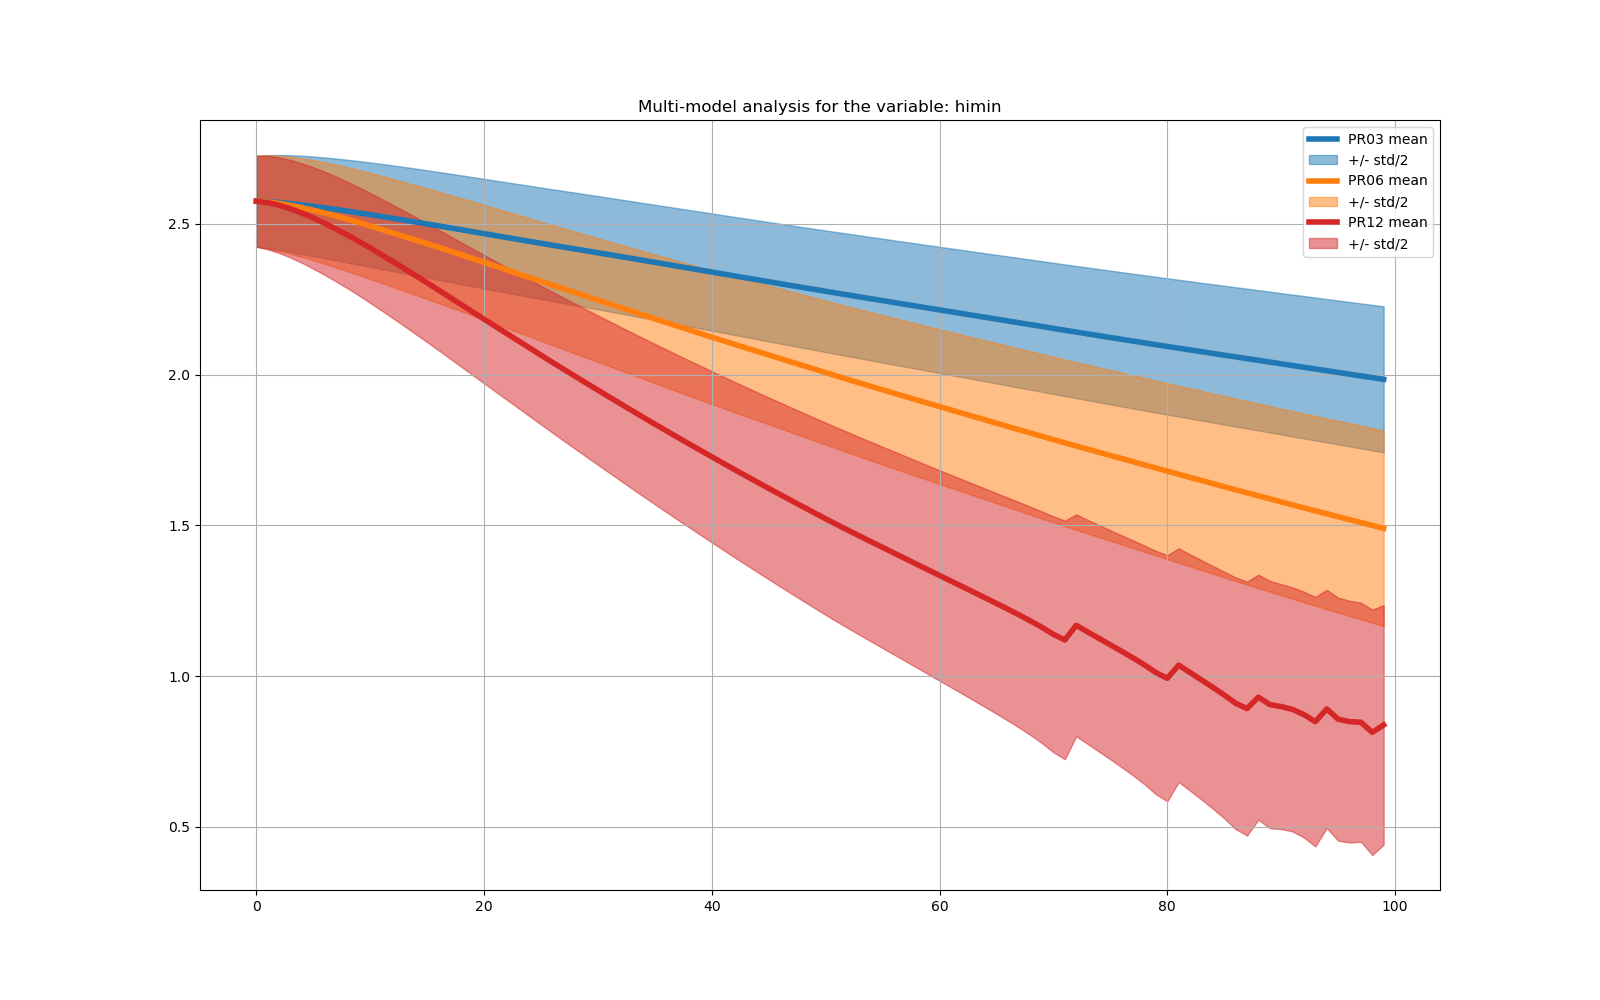 Multi-model analysis for the variable: himin
PR03 mean
+/- std/2
PR06 mean
+/- std/2
PR12 mean
+/- std/2
2.5
2.0
1.5
1.0
0.5
0 20 40 60 80 100